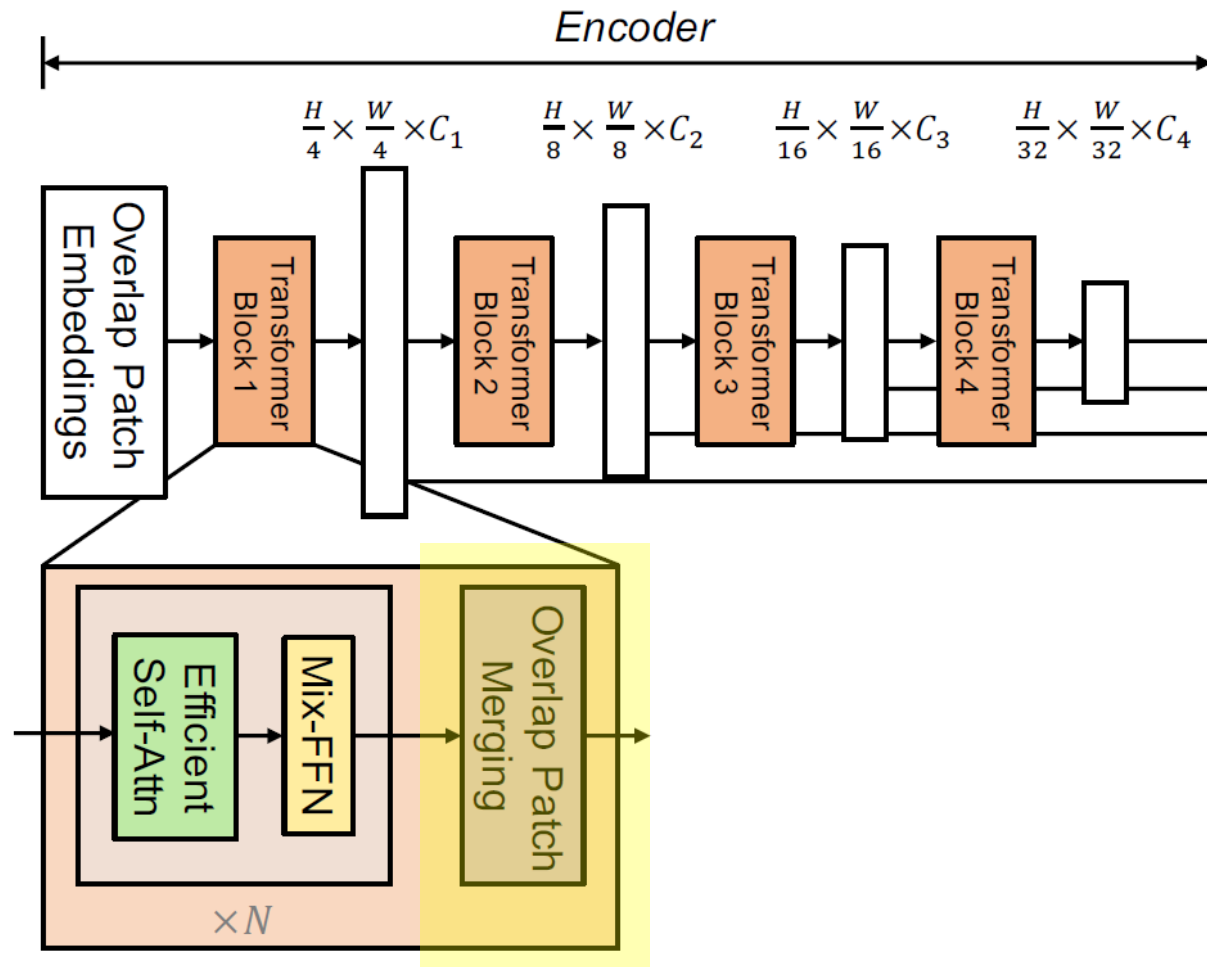 Encoder
H/4 × W/4 × C₁
H/8 × W/8 × C₂
H/16 × W/16 × C₃
H/32 × W/32 × C₄
Overlap Patch
Embeddings
Transformer
Block 1
Transformer
Block 2
Transformer
Block 3
Transformer
Block 4
Efficient
Self-Attn
Mix-FFN
Overlap Patch
Merging
×N